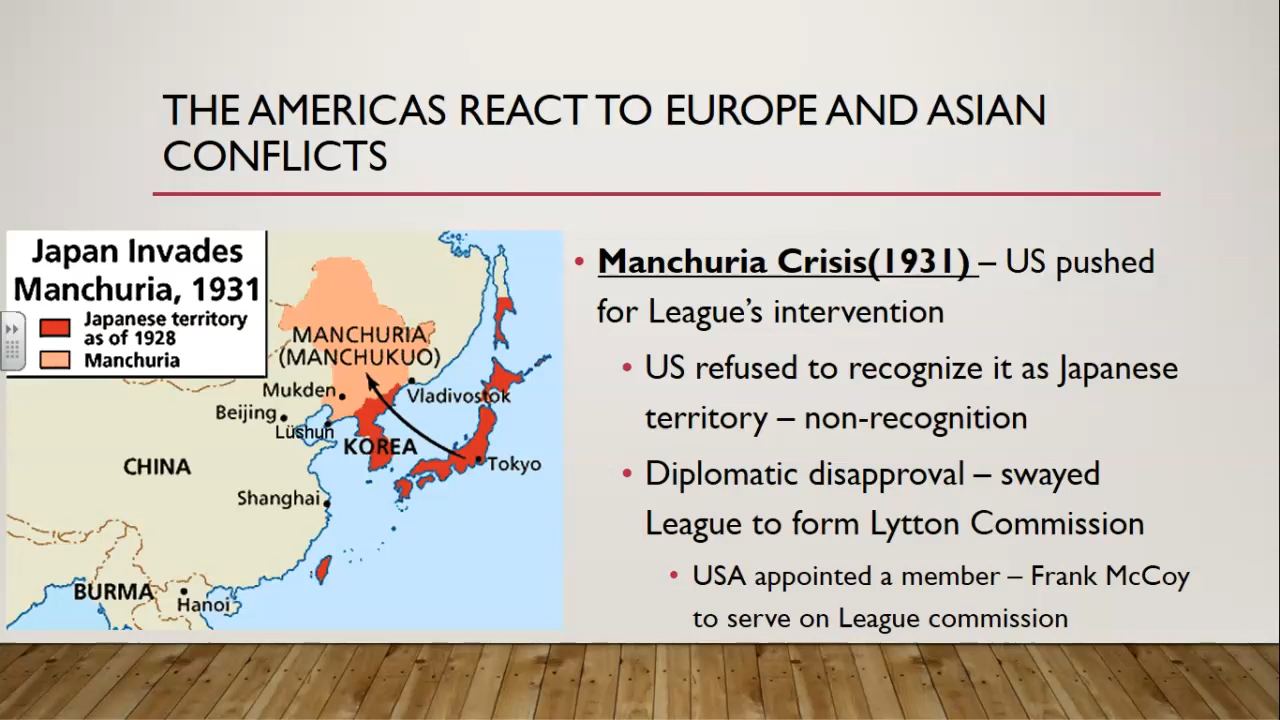 THE AMERICAS REACT TO EUROPE AND ASIAN
CONFLICTS
Japan Invades
Manchuria, 1931
Japanese territory
as of 1928
Manchuria
MANCHURIA
(MANCHUKUO)
Mukden
Vladivostok
Beijing
Lüshun
KOREA
Tokyo
CHINA
Shanghai
BURMA
Hanoi
• Manchuria Crisis(1931) – US pushed
for League's intervention
• US refused to recognize it as Japanese
territory – non-recognition
• Diplomatic disapproval – swayed
League to form Lytton Commission
• USA appointed a member – Frank McCoy
to serve on League commission